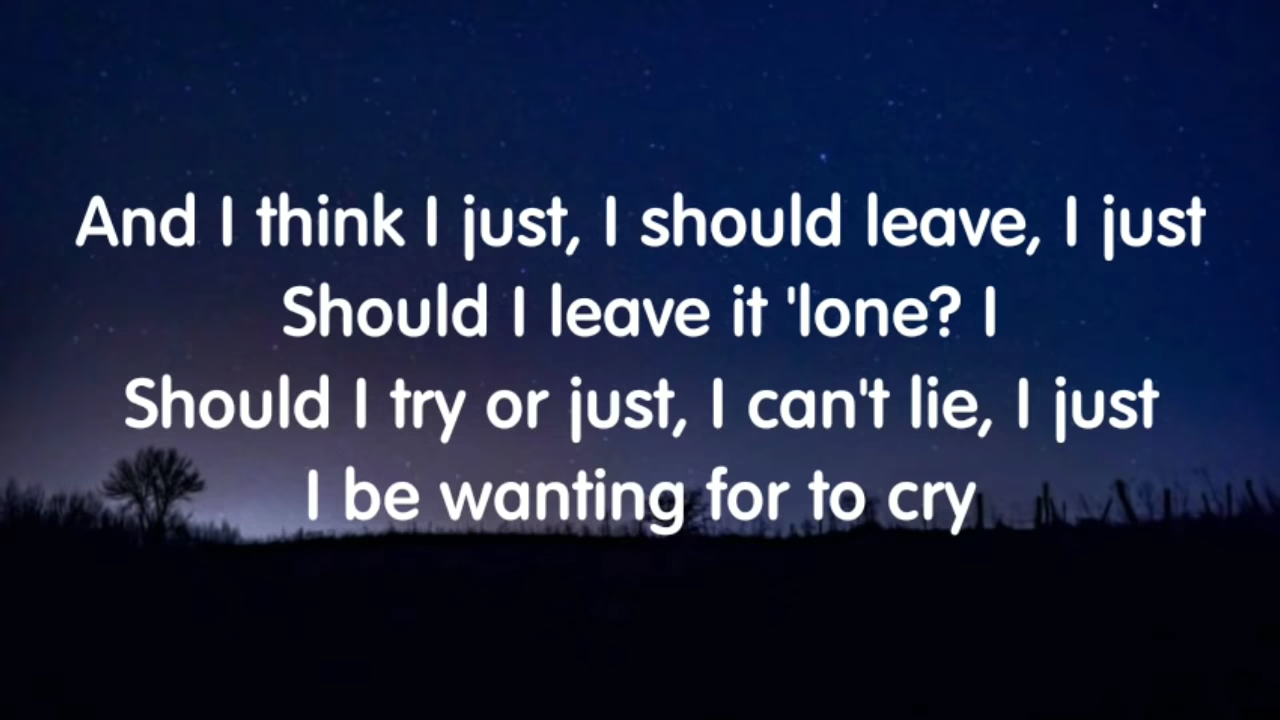 And I think I just, I should leave, I just
Should I leave it 'lone? I
Should I try or just, I can't lie, I just
I be wanting for to cry